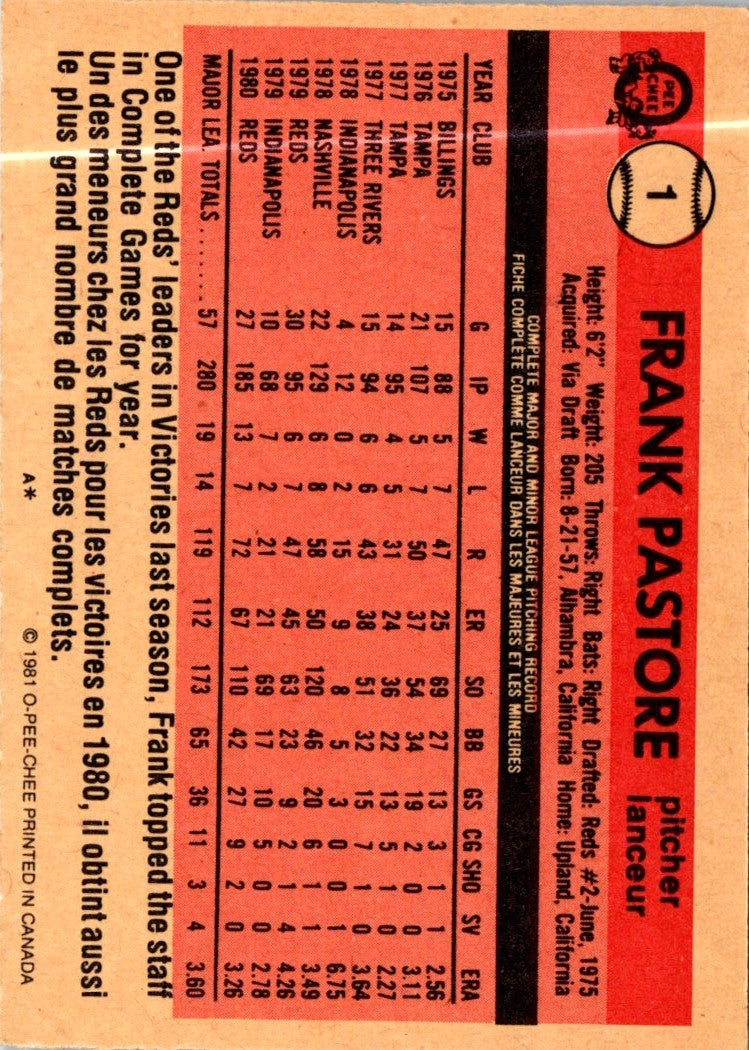 O
PEE
CHEE
1
FRANK PASTORE pitcher
lanceur
Height: 6'2" Weight: 205 Throws: Right Bats: Right Drafted: Reds #2-June, 1975
Acquired: Via Draft Born: 8-21-57, Alhambra, California Home: Upland, California
COMPLETE MAJOR AND MINOR LEAGUE PITCHING RECORD
FICHE COMPLÈTE COMME LANCEUR DANS LES MAJEURES ET LES MINEURES
YEAR CLUB G IP W L R ER SO BB GS CG SHO SV ERA
1975 BILLINGS 15 88 5 7 47 25 69 27 13 3 1 1 2.56
1976 TAMPA 21 107 5 7 50 37 54 34 19 2 0 0 3.11
1977 TAMPA 14 95 4 5 31 24 36 22 13 5 1 0 2.27
1977 THREE RIVERS 15 94 6 6 43 38 51 32 15 7 1 0 3.64
1978 INDIANAPOLIS 4 12 0 2 15 9 8 5 3 0 0 1 6.75
1978 NASHVILLE 22 129 6 8 58 50 120 46 20 6 1 1 3.49
1979 REDS 30 95 6 7 47 45 63 23 9 2 1 4 4.26
1979 INDIANAPOLIS 10 68 7 2 21 21 69 17 10 5 0 0 2.78
1980 REDS 27 185 13 7 72 67 110 42 27 9 2 0 3.26
MAJOR LEA. TOTALS ...... 57 280 19 14 119 112 173 65 36 11 3 4 3.60
One of the Reds' leaders in Victories last season, Frank topped the staff
in Complete Games for year.
Un des meneurs chez les Reds pour les victoires en 1980, il obtint aussi
le plus grand nombre de matches complets.
A* © 1981 O-PEE-CHEE PRINTED IN CANADA